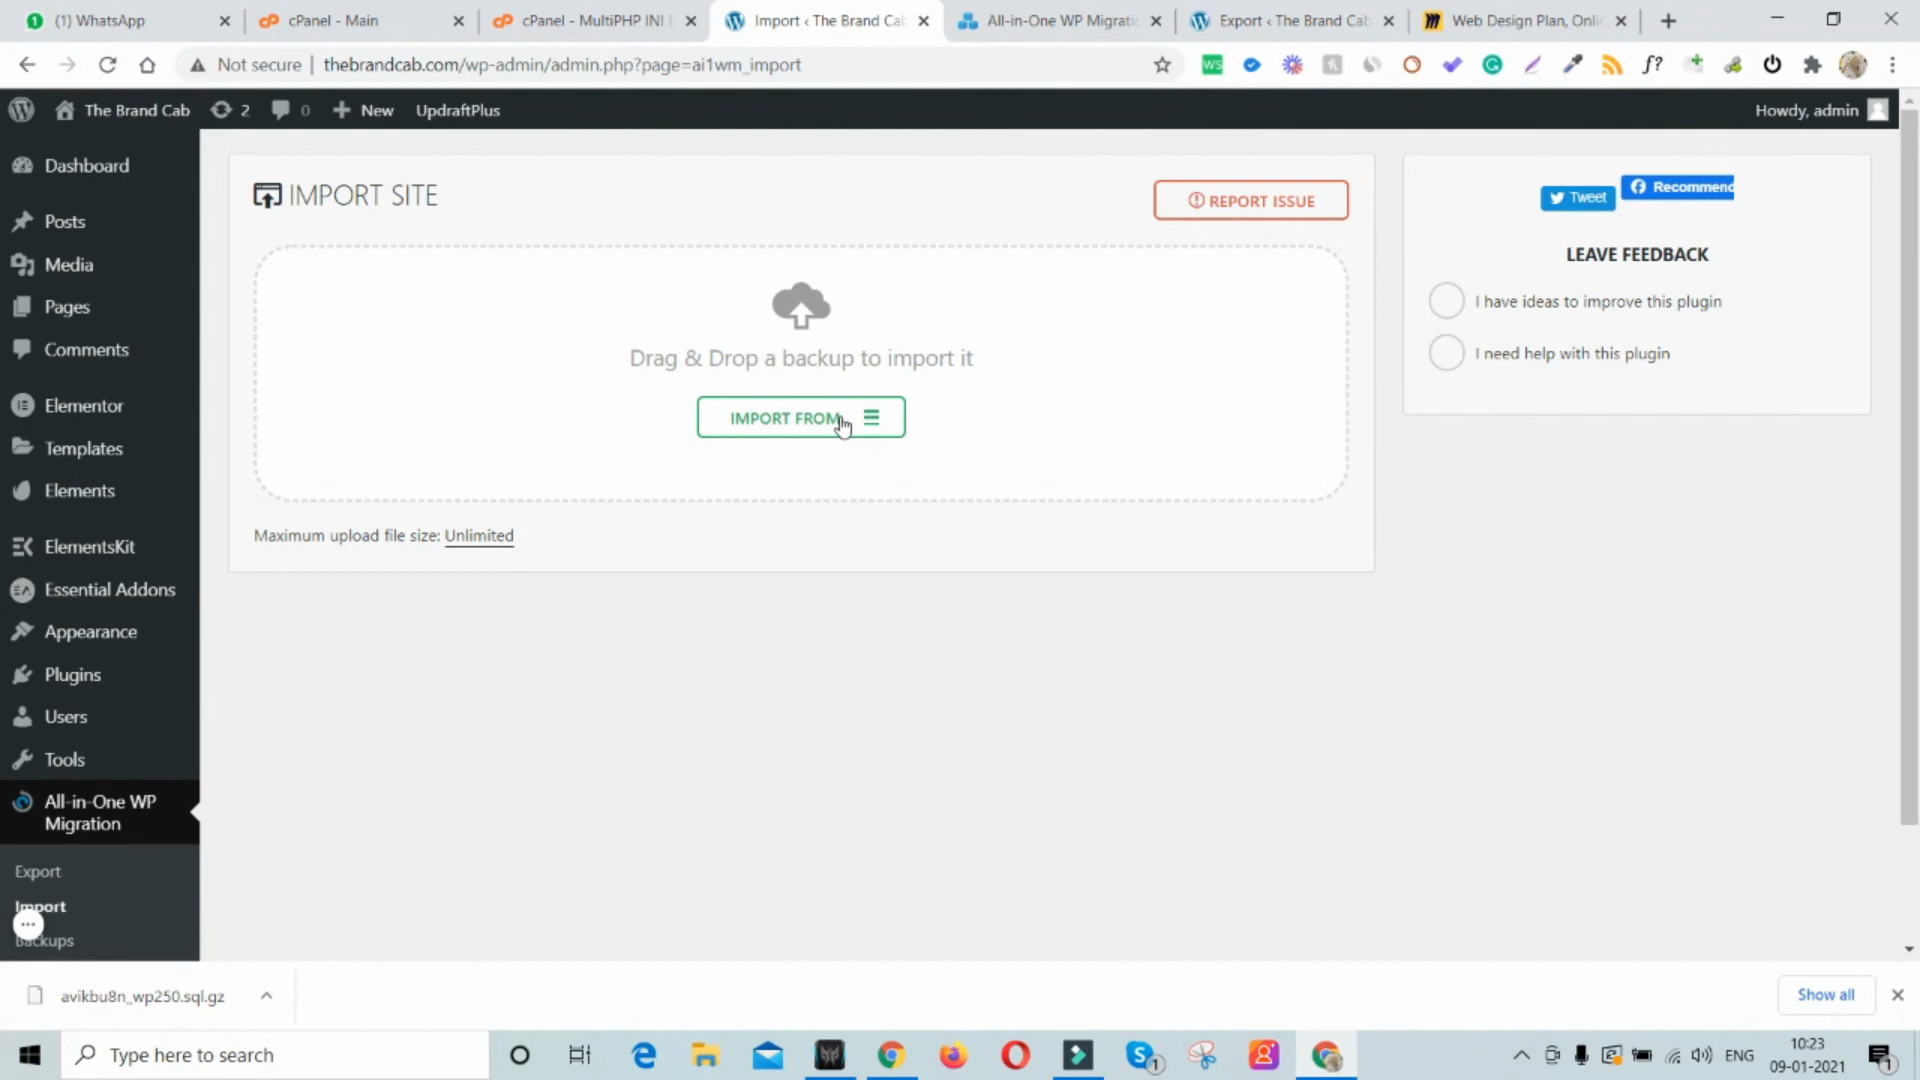 (1) WhatsApp
cPanel - Main
cPanel - MultiPHP INI E
Import ‹ The Brand Cab
All-in-One WP Migratio
Export ‹ The Brand Cab
Web Design Plan, Onli
Not secure | thebrandcab.com/wp-admin/admin.php?page=ai1wm_import
WS
f?
The Brand Cab
2
0
New
UpdraftPlus
Howdy, admin
Dashboard
Posts
Media
Pages
Comments
Elementor
Templates
Elements
ElementsKit
Essential Addons
Appearance
Plugins
Users
Tools
All-in-One WP
Migration
Export
Import
Backups
IMPORT SITE
REPORT ISSUE
Drag & Drop a backup to import it
IMPORT FROM
Maximum upload file size: Unlimited
Tweet
Recommend
LEAVE FEEDBACK
I have ideas to improve this plugin
I need help with this plugin
avikbu8n_wp250.sql.gz
Show all
Type here to search
1
ENG
10:23
09-01-2021
1